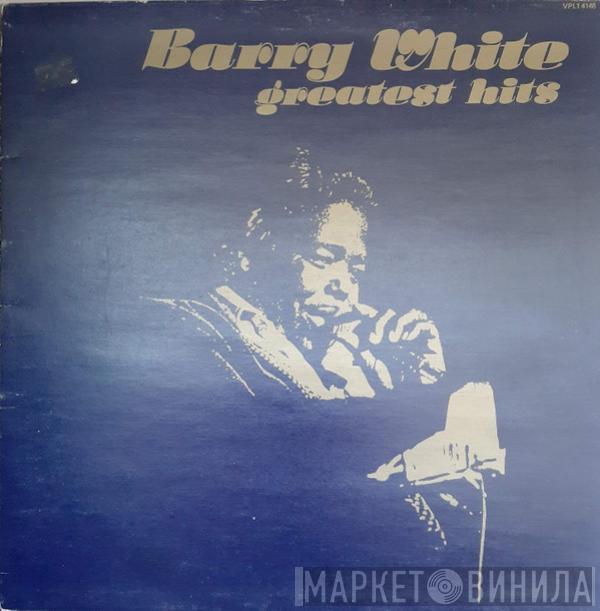 VPL1 4148
Barry White
greatest hits
МАРКЕТ ВИНИЛА